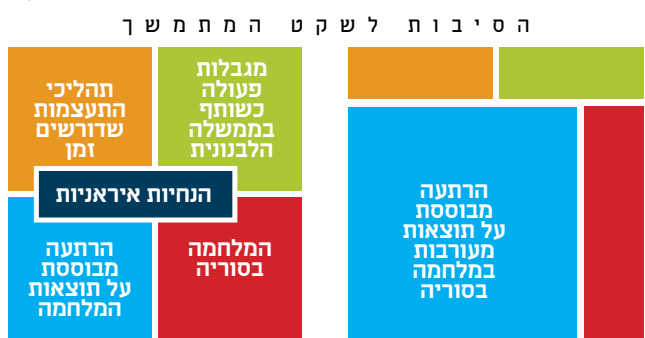 הסיבות לשקט המתמשך
הרתעה
מבוססת
על תוצאות
מעורבות
במלחמה
בסוריה
מגבלות
פעולה
כשותף
בממשלה
הלבנונית
תהליכי
התעצמות
שדורשים
זמן
הנחיות איראניות
המלחמה
בסוריה
הרתעה
מבוססת
על תוצאות
המלחמה